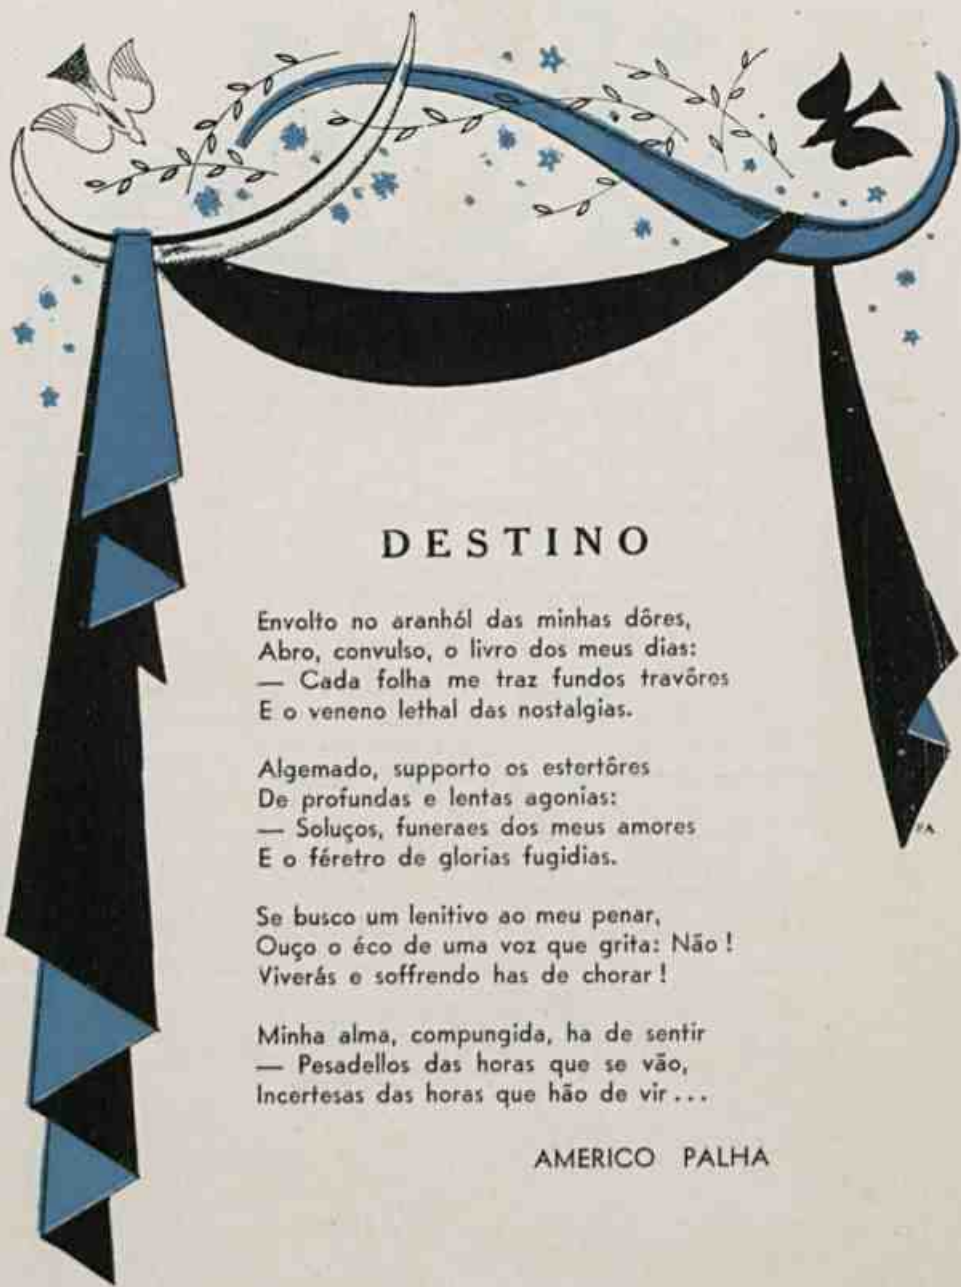 DESTINO
Envolto no aranhól das minhas dôres,
Abro, convulso, o livro dos meus dias:
— Cada folha me traz fundos travôres
E o veneno lethal das nostalgias.
Algemado, supporto os estertôres
De profundas e lentas agonias:
— Soluços, funeraes dos meus amores
E o féretro de glorias fugidias.
Se busco um lenitivo ao meu penar,
Ouço o éco de uma voz que grita: Não !
Viverás e soffrendo has de chorar !
Minha alma, compungida, ha de sentir
— Pesadellos das horas que se vão,
Incertesas das horas que hão de vir ...
AMERICO PALHA